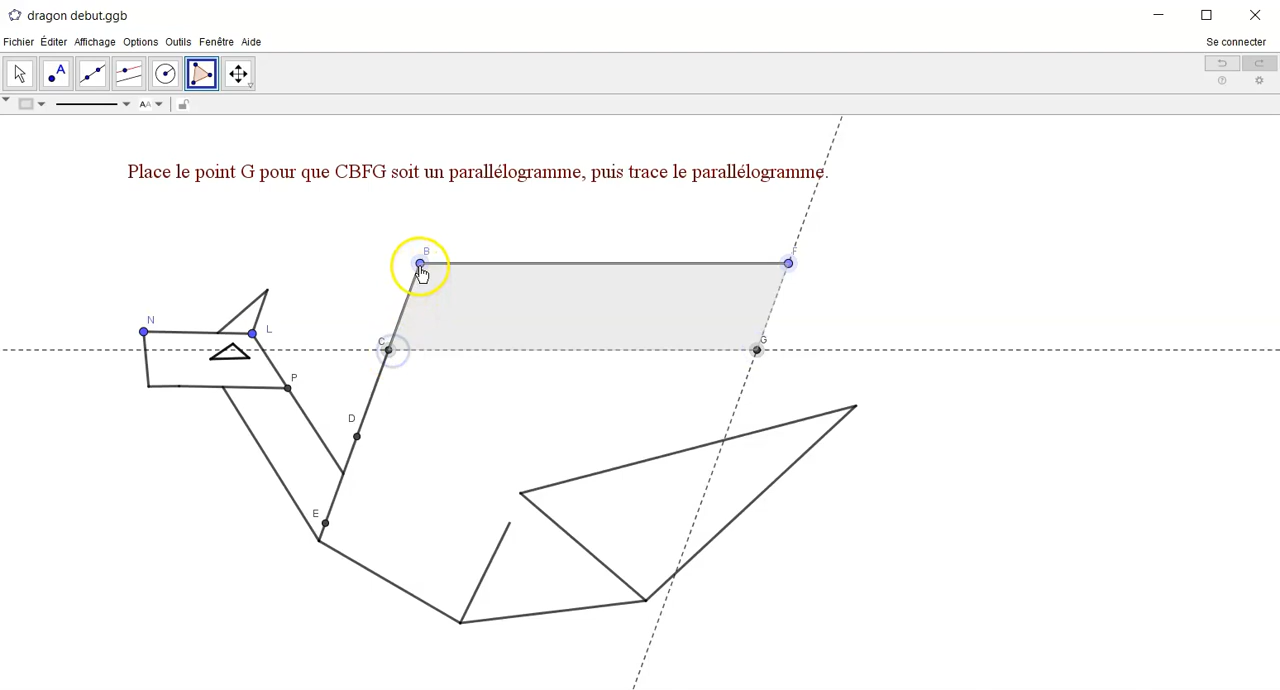 dragon debut.ggb
Fichier Éditer Affichage Options Outils Fenêtre Aide
Se connecter
A
AA
Place le point G pour que CBFG soit un parallélogramme, puis trace le parallélogramme.
B
F
N
L
C
G
P
D
E